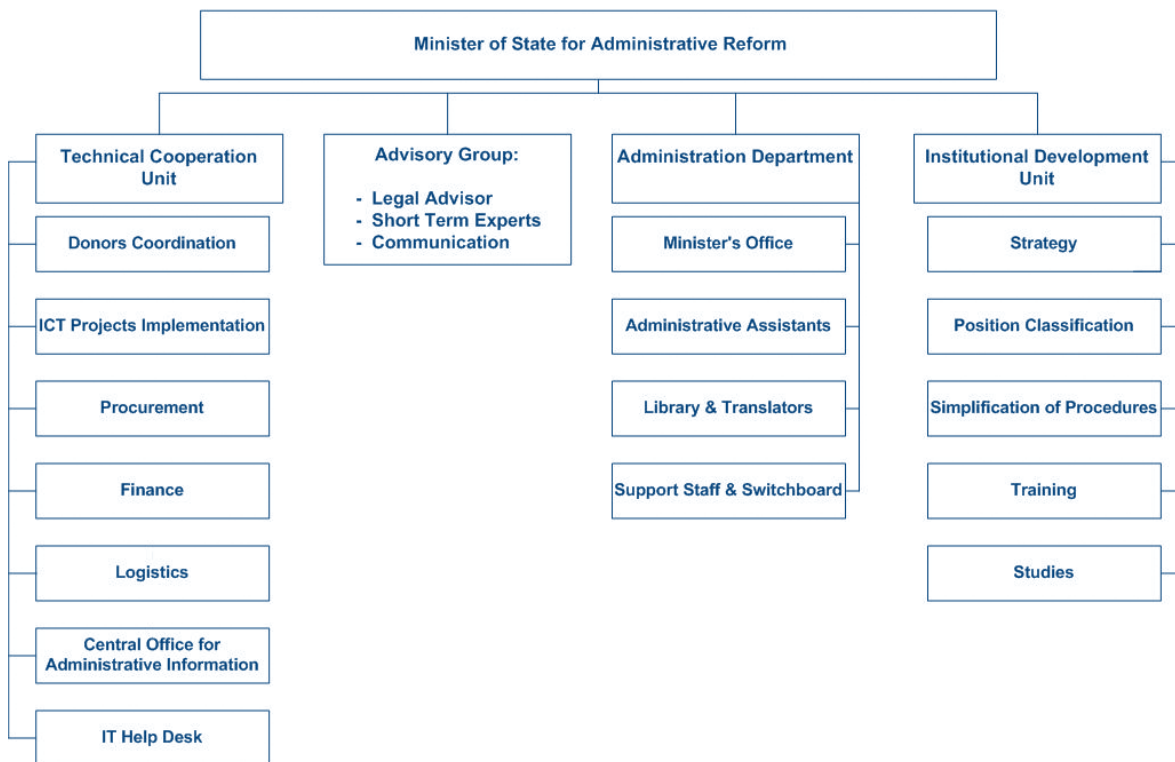 Minister of State for Administrative Reform
Technical Cooperation
Unit
Donors Coordination
ICT Projects Implementation
Procurement
Finance
Logistics
Central Office for
Administrative Information
IT Help Desk
Advisory Group:
- Legal Advisor
- Short Term Experts
- Communication
Administration Department
Minister's Office
Administrative Assistants
Library & Translators
Support Staff & Switchboard
Institutional Development
Unit
Strategy
Position Classification
Simplification of Procedures
Training
Studies